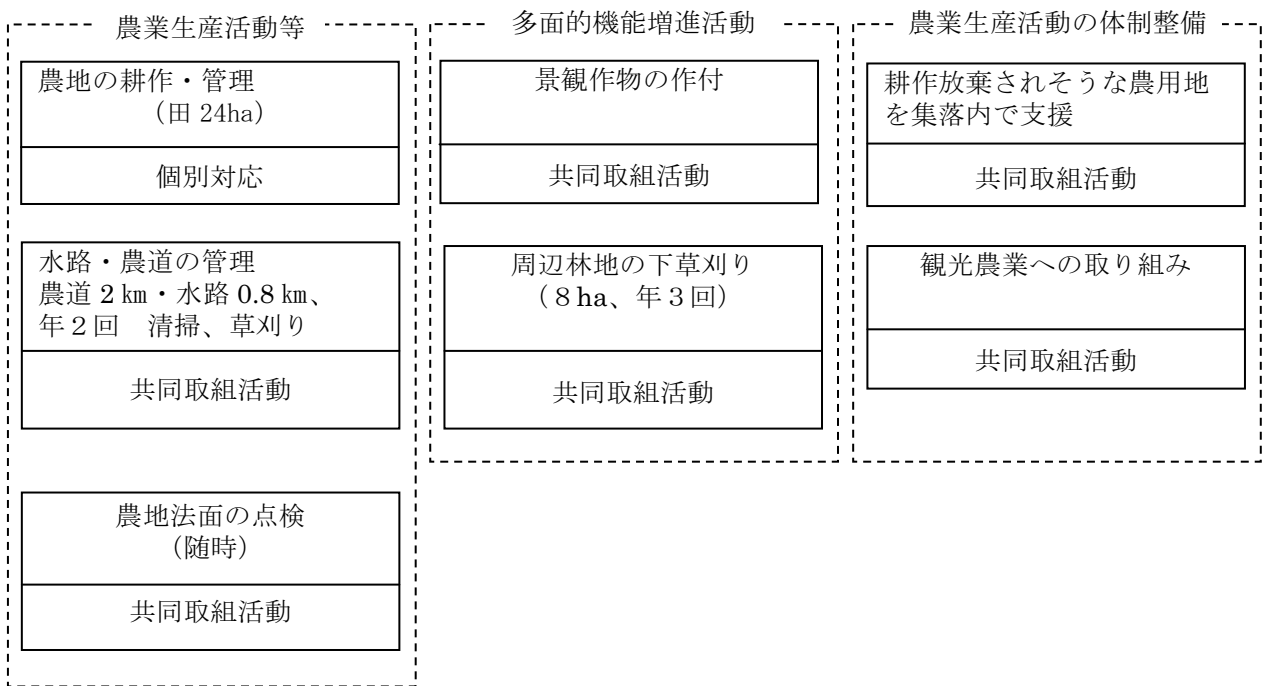 農業生産活動等
農地の耕作・管理
（田 24ha）
個別対応
水路・農道の管理
農道 2 ㎞・水路 0.8 ㎞、
年２回　清掃、草刈り
共同取組活動
農地法面の点検
（随時）
共同取組活動
多面的機能増進活動
景観作物の作付
共同取組活動
周辺林地の下草刈り
（８ha、年３回）
共同取組活動
農業生産活動の体制整備
耕作放棄されそうな農用地
を集落内で支援
共同取組活動
観光農業への取り組み
共同取組活動